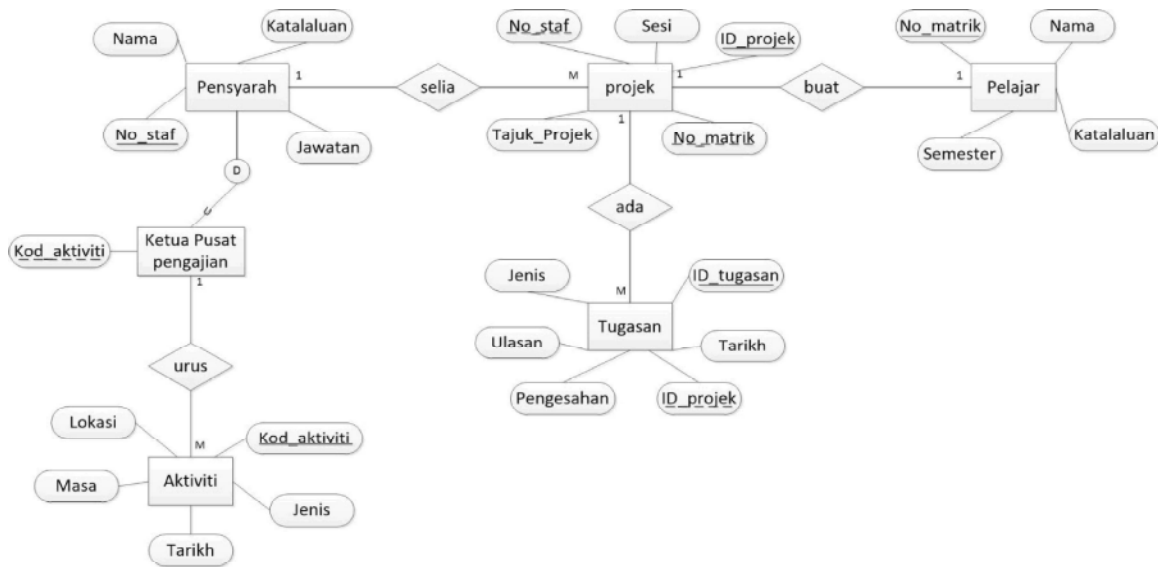 No_staf
Sesi
Katalaluan
No_matrik
Nama
Nama
ID_projek
1
M
1
1
Pensyarah
selia
projek
buat
Pelajar
1
No_staf
Tajuk_Projek
No_matrik
Katalaluan
Jawatan
Semester
D
ada
U
Kod_aktiviti
Ketua Pusat
pengajian
Jenis
ID_tugasan
1
M
Tugasan
Ulasan
Tarikh
urus
Pengesahan
ID_projek
Lokasi
M
Kod_aktiviti
Aktiviti
Masa
Jenis
Tarikh